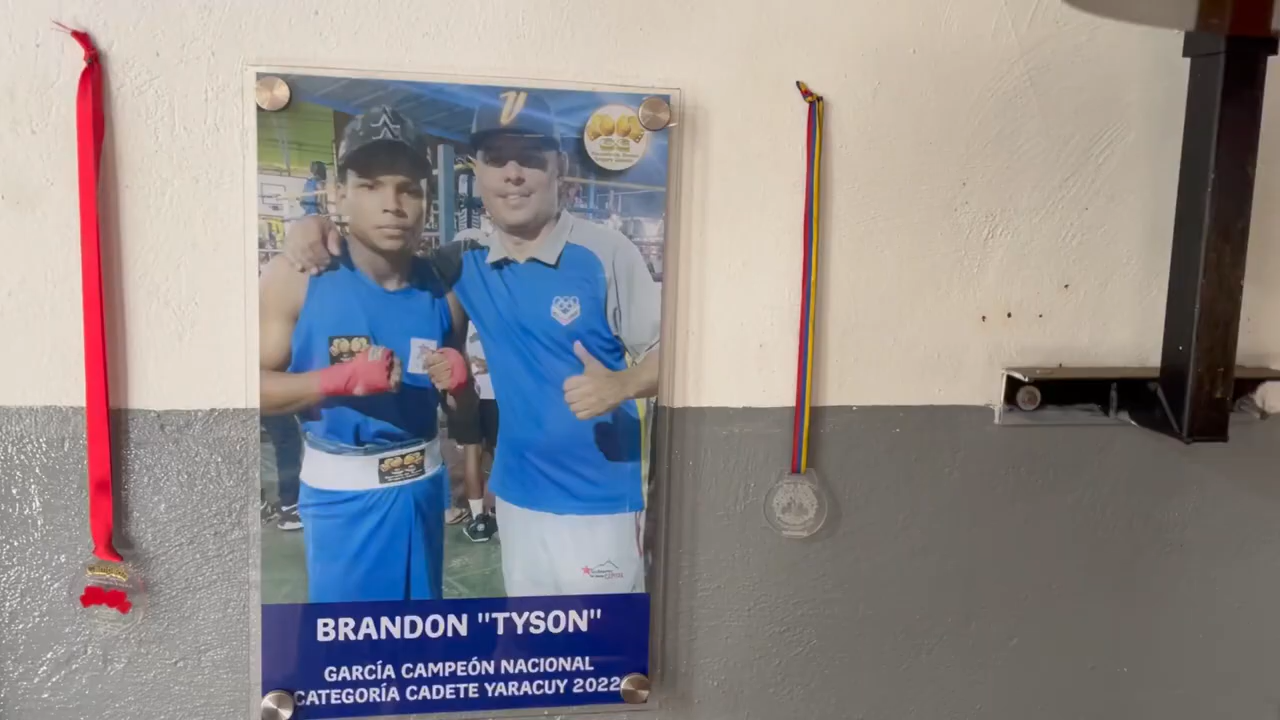 V
BRANDON "TYSON"
GARCÍA CAMPEÓN NACIONAL
CATEGORÍA CADETE YARACUY 2022